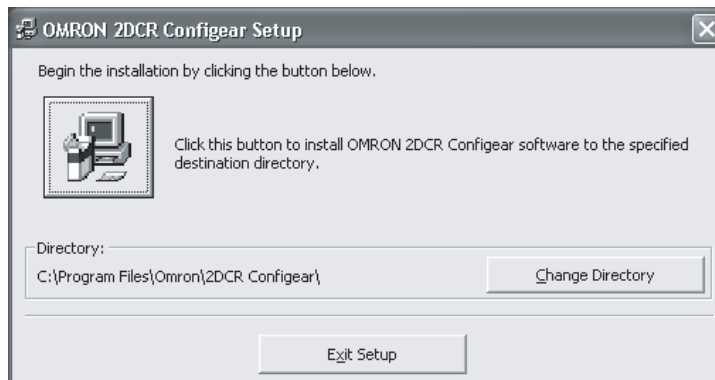 OMRON 2DCR Configear Setup
Begin the installation by clicking the button below.
Click this button to install OMRON 2DCR Configear software to the specified
destination directory.
Directory:
C:\Program Files\Omron\2DCR Configear\
Change Directory
Exit Setup